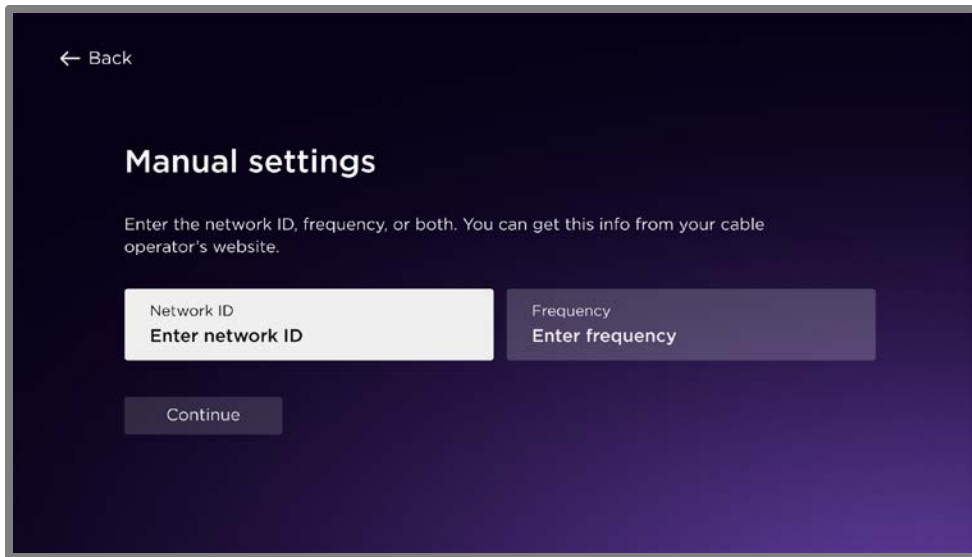 ← Back
Manual settings
Enter the network ID, frequency, or both. You can get this info from your cable
operator's website.
Network ID
Enter network ID
Frequency
Enter frequency
Continue